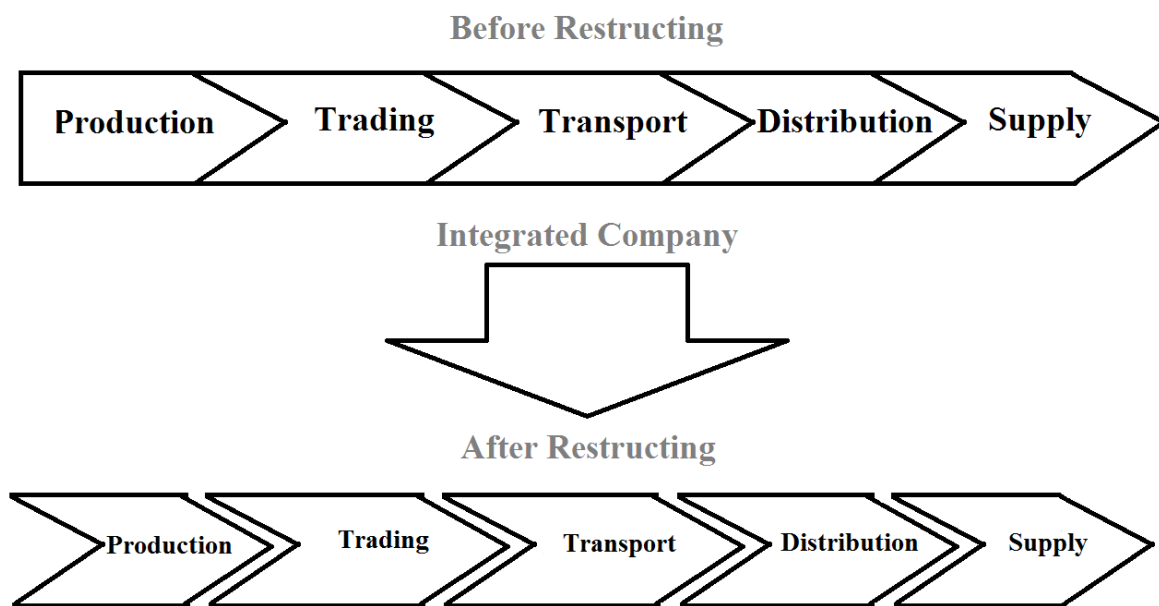 Before Restructing
Production Trading Transport Distribution Supply
Integrated Company
After Restructing
Production Trading Transport Distribution Supply